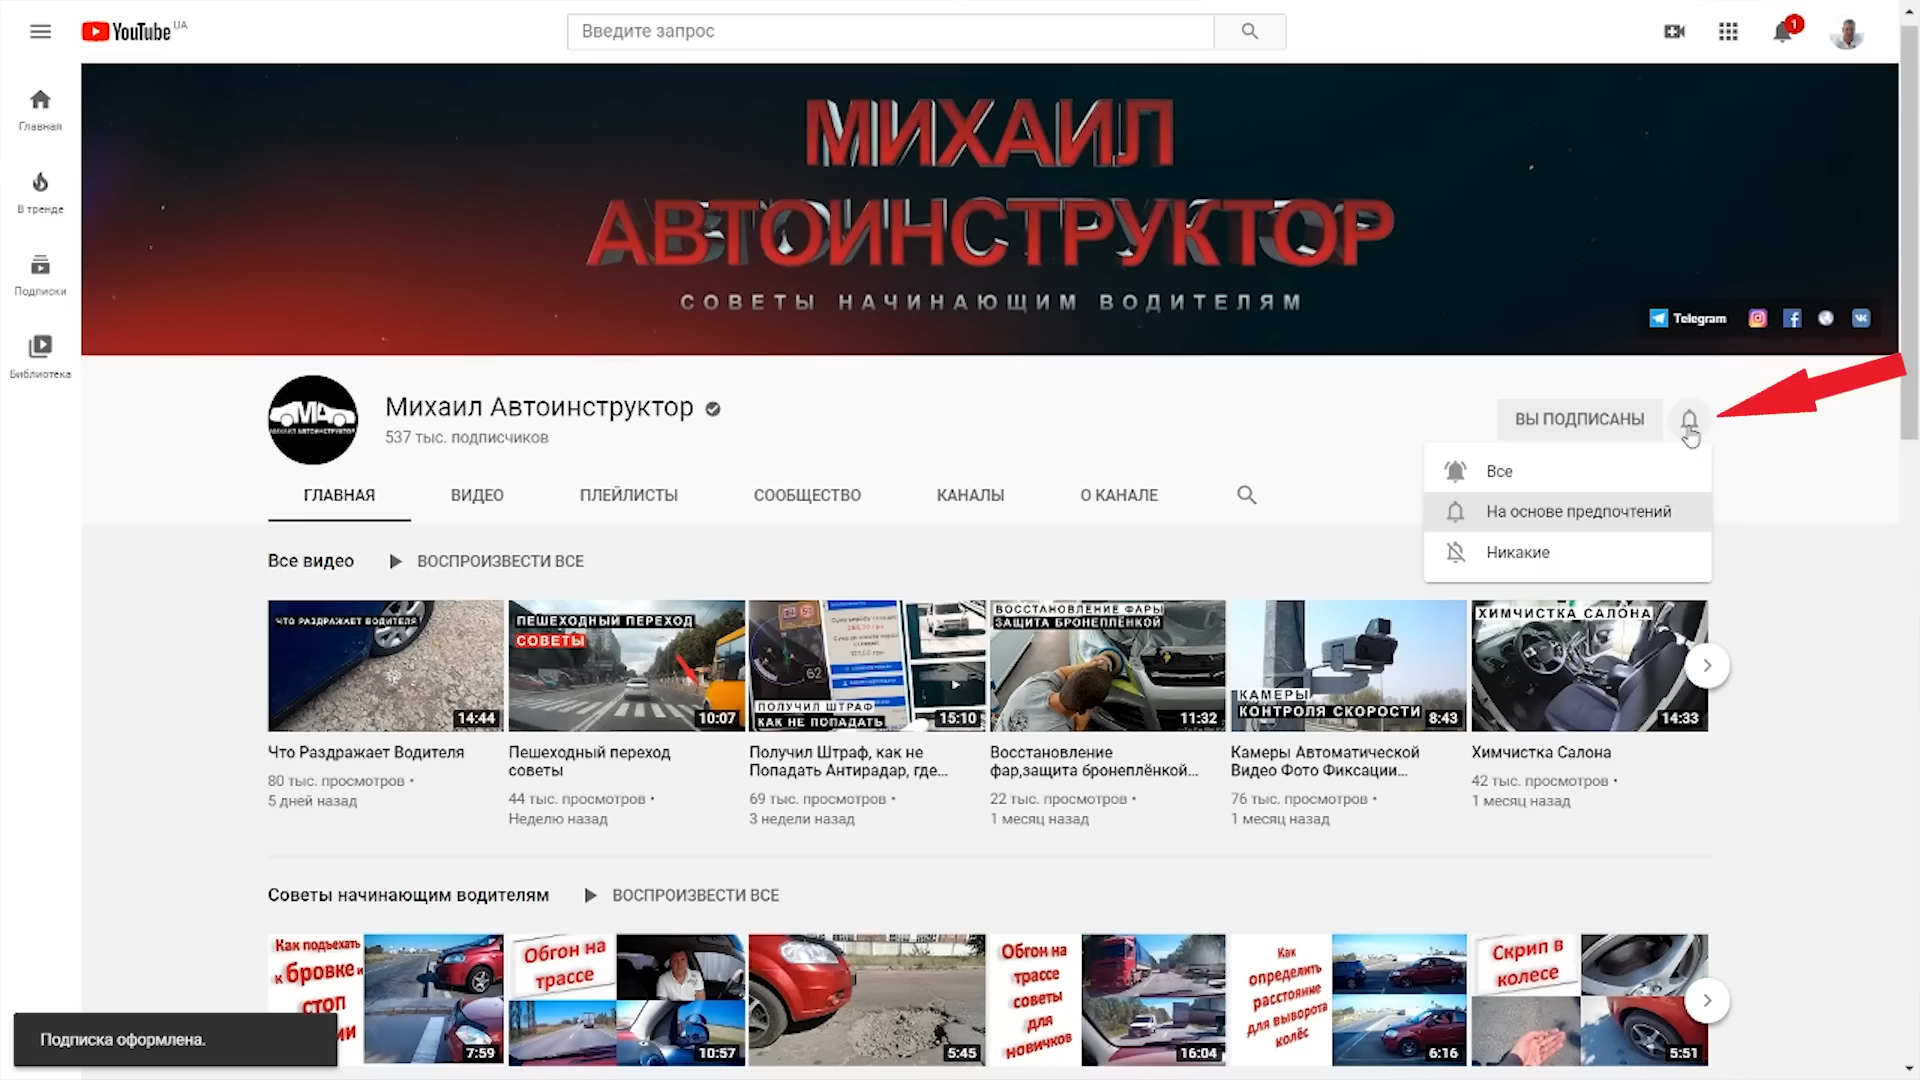 YouTube UA
Введите запрос
1
Главная
В тренде
Подписки
Библиотека
МИХАИЛ
АВТОИНСТРУКТОР
СОВЕТЫ НАЧИНАЮЩИМ ВОДИТЕЛЯМ
Telegram
МА
МИХАИЛ АВТОИНСТРУКТОР
Михаил Автоинструктор
537 тыс. подписчиков
ВЫ ПОДПИСАНЫ
Все
На основе предпочтений
Никакие
ГЛАВНАЯ
ВИДЕО
ПЛЕЙЛИСТЫ
СООБЩЕСТВО
КАНАЛЫ
О КАНАЛЕ
Все видео
ВОСПРОИЗВЕСТИ ВСЕ
ЧТО РАЗДРАЖАЕТ ВОДИТЕЛЯ
14:44
ПЕШЕХОДНЫЙ ПЕРЕХОД
СОВЕТЫ
10:07
62
ПОЛУЧИЛ ШТРАФ
КАК НЕ ПОПАДАТЬ
15:10
ВОССТАНОВЛЕНИЕ ФАРЫ
ЗАЩИТА БРОНЕПЛЁНКОЙ
11:32
КАМЕРЫ
КОНТРОЛЯ СКОРОСТИ
8:43
ХИМЧИСТКА САЛОНА
14:33
Что Раздражает Водителя
80 тыс. просмотров •
5 дней назад
Пешеходный переход
советы
44 тыс. просмотров •
Неделю назад
Получил Штраф, как не
Попадать Антирадар, где...
69 тыс. просмотров •
3 недели назад
Восстановление
фар,защита бронеплёнкой...
22 тыс. просмотров •
1 месяц назад
Камеры Автоматической
Видео Фото Фиксации...
76 тыс. просмотров •
1 месяц назад
Химчистка Салона
42 тыс. просмотров •
1 месяц назад
Советы начинающим водителям
ВОСПРОИЗВЕСТИ ВСЕ
Как подъехать
к бровке и
стоп
7:59
Обгон на
трассе
10:57
5:45
Обгон на
трассе
советы
для
новичков
16:04
Как
определить
расстояние
для выворота
колёс
6:16
Скрип в
колесе
5:51
Подписка оформлена.